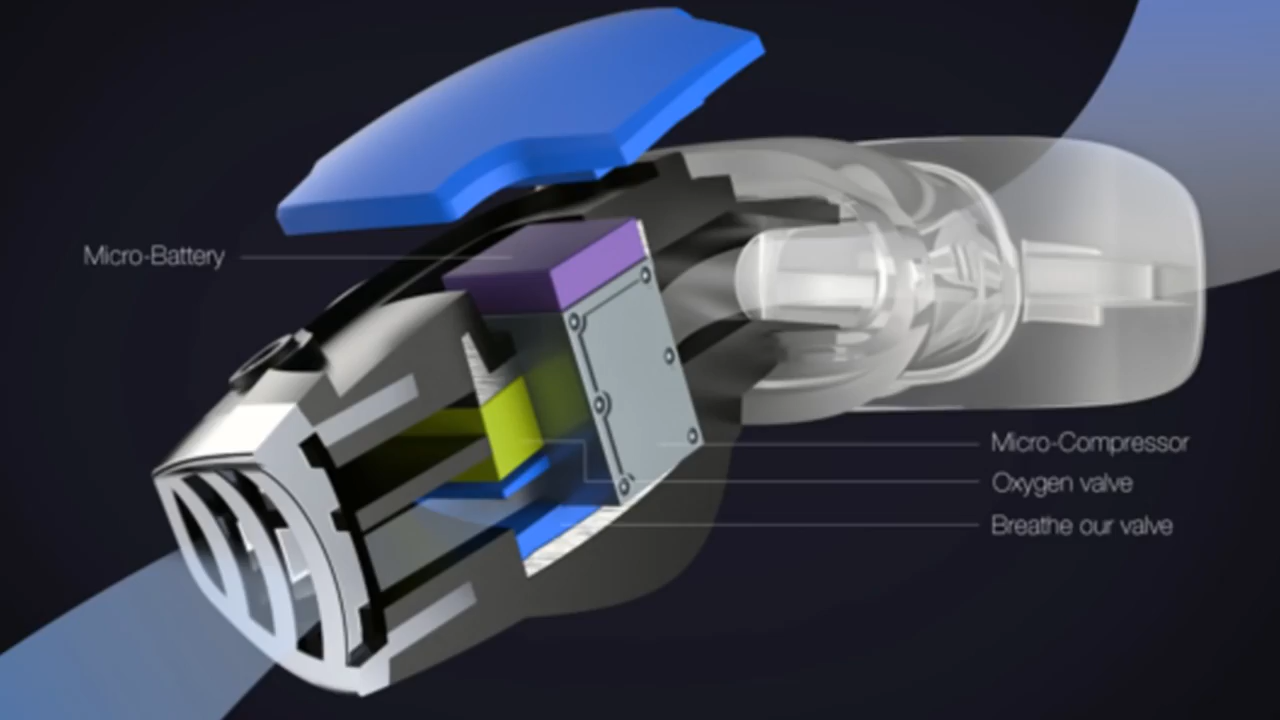 Micro-Battery
Micro-Compressor
Oxygen valve
Breathe our valve